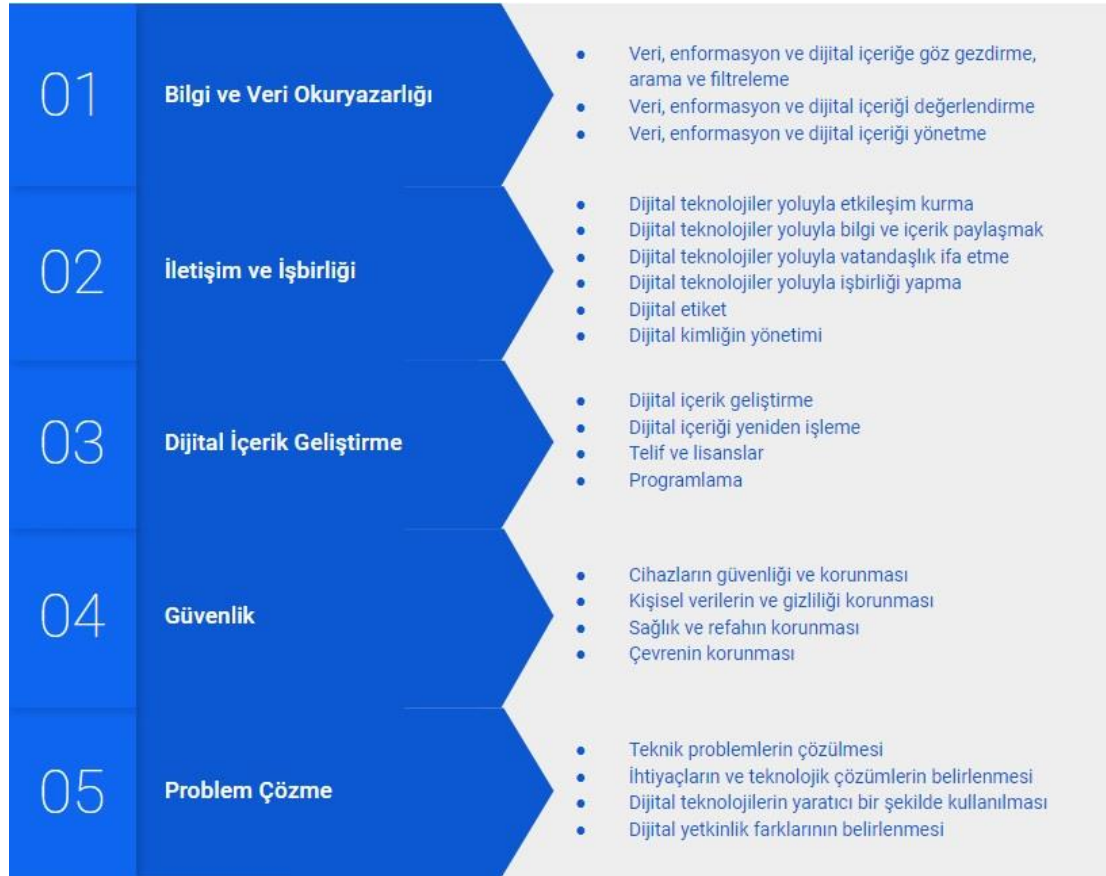 01
Bilgi ve Veri Okuryazarlığı
● Veri, enformasyon ve dijital içeriğe göz gezdirme,
arama ve filtreleme
● Veri, enformasyon ve dijital içeriğİ değerlendirme
● Veri, enformasyon ve dijital içeriği yönetme
02
İletişim ve İşbirliği
● Dijital teknolojiler yoluyla etkileşim kurma
● Dijital teknolojiler yoluyla bilgi ve içerik paylaşmak
● Dijital teknolojiler yoluyla vatandaşlık ifa etme
● Dijital teknolojiler yoluyla işbirliği yapma
● Dijital etiket
● Dijital kimliğin yönetimi
03
Dijital İçerik Geliştirme
● Dijital içerik geliştirme
● Dijital içeriği yeniden işleme
● Telif ve lisanslar
● Programlama
04
Güvenlik
● Cihazların güvenliği ve korunması
● Kişisel verilerin ve gizliliği korunması
● Sağlık ve refahın korunması
● Çevrenin korunması
05
Problem Çözme
● Teknik problemlerin çözülmesi
● İhtiyaçların ve teknolojik çözümlerin belirlenmesi
● Dijital teknolojilerin yaratıcı bir şekilde kullanılması
● Dijital yetkinlik farklarının belirlenmesi